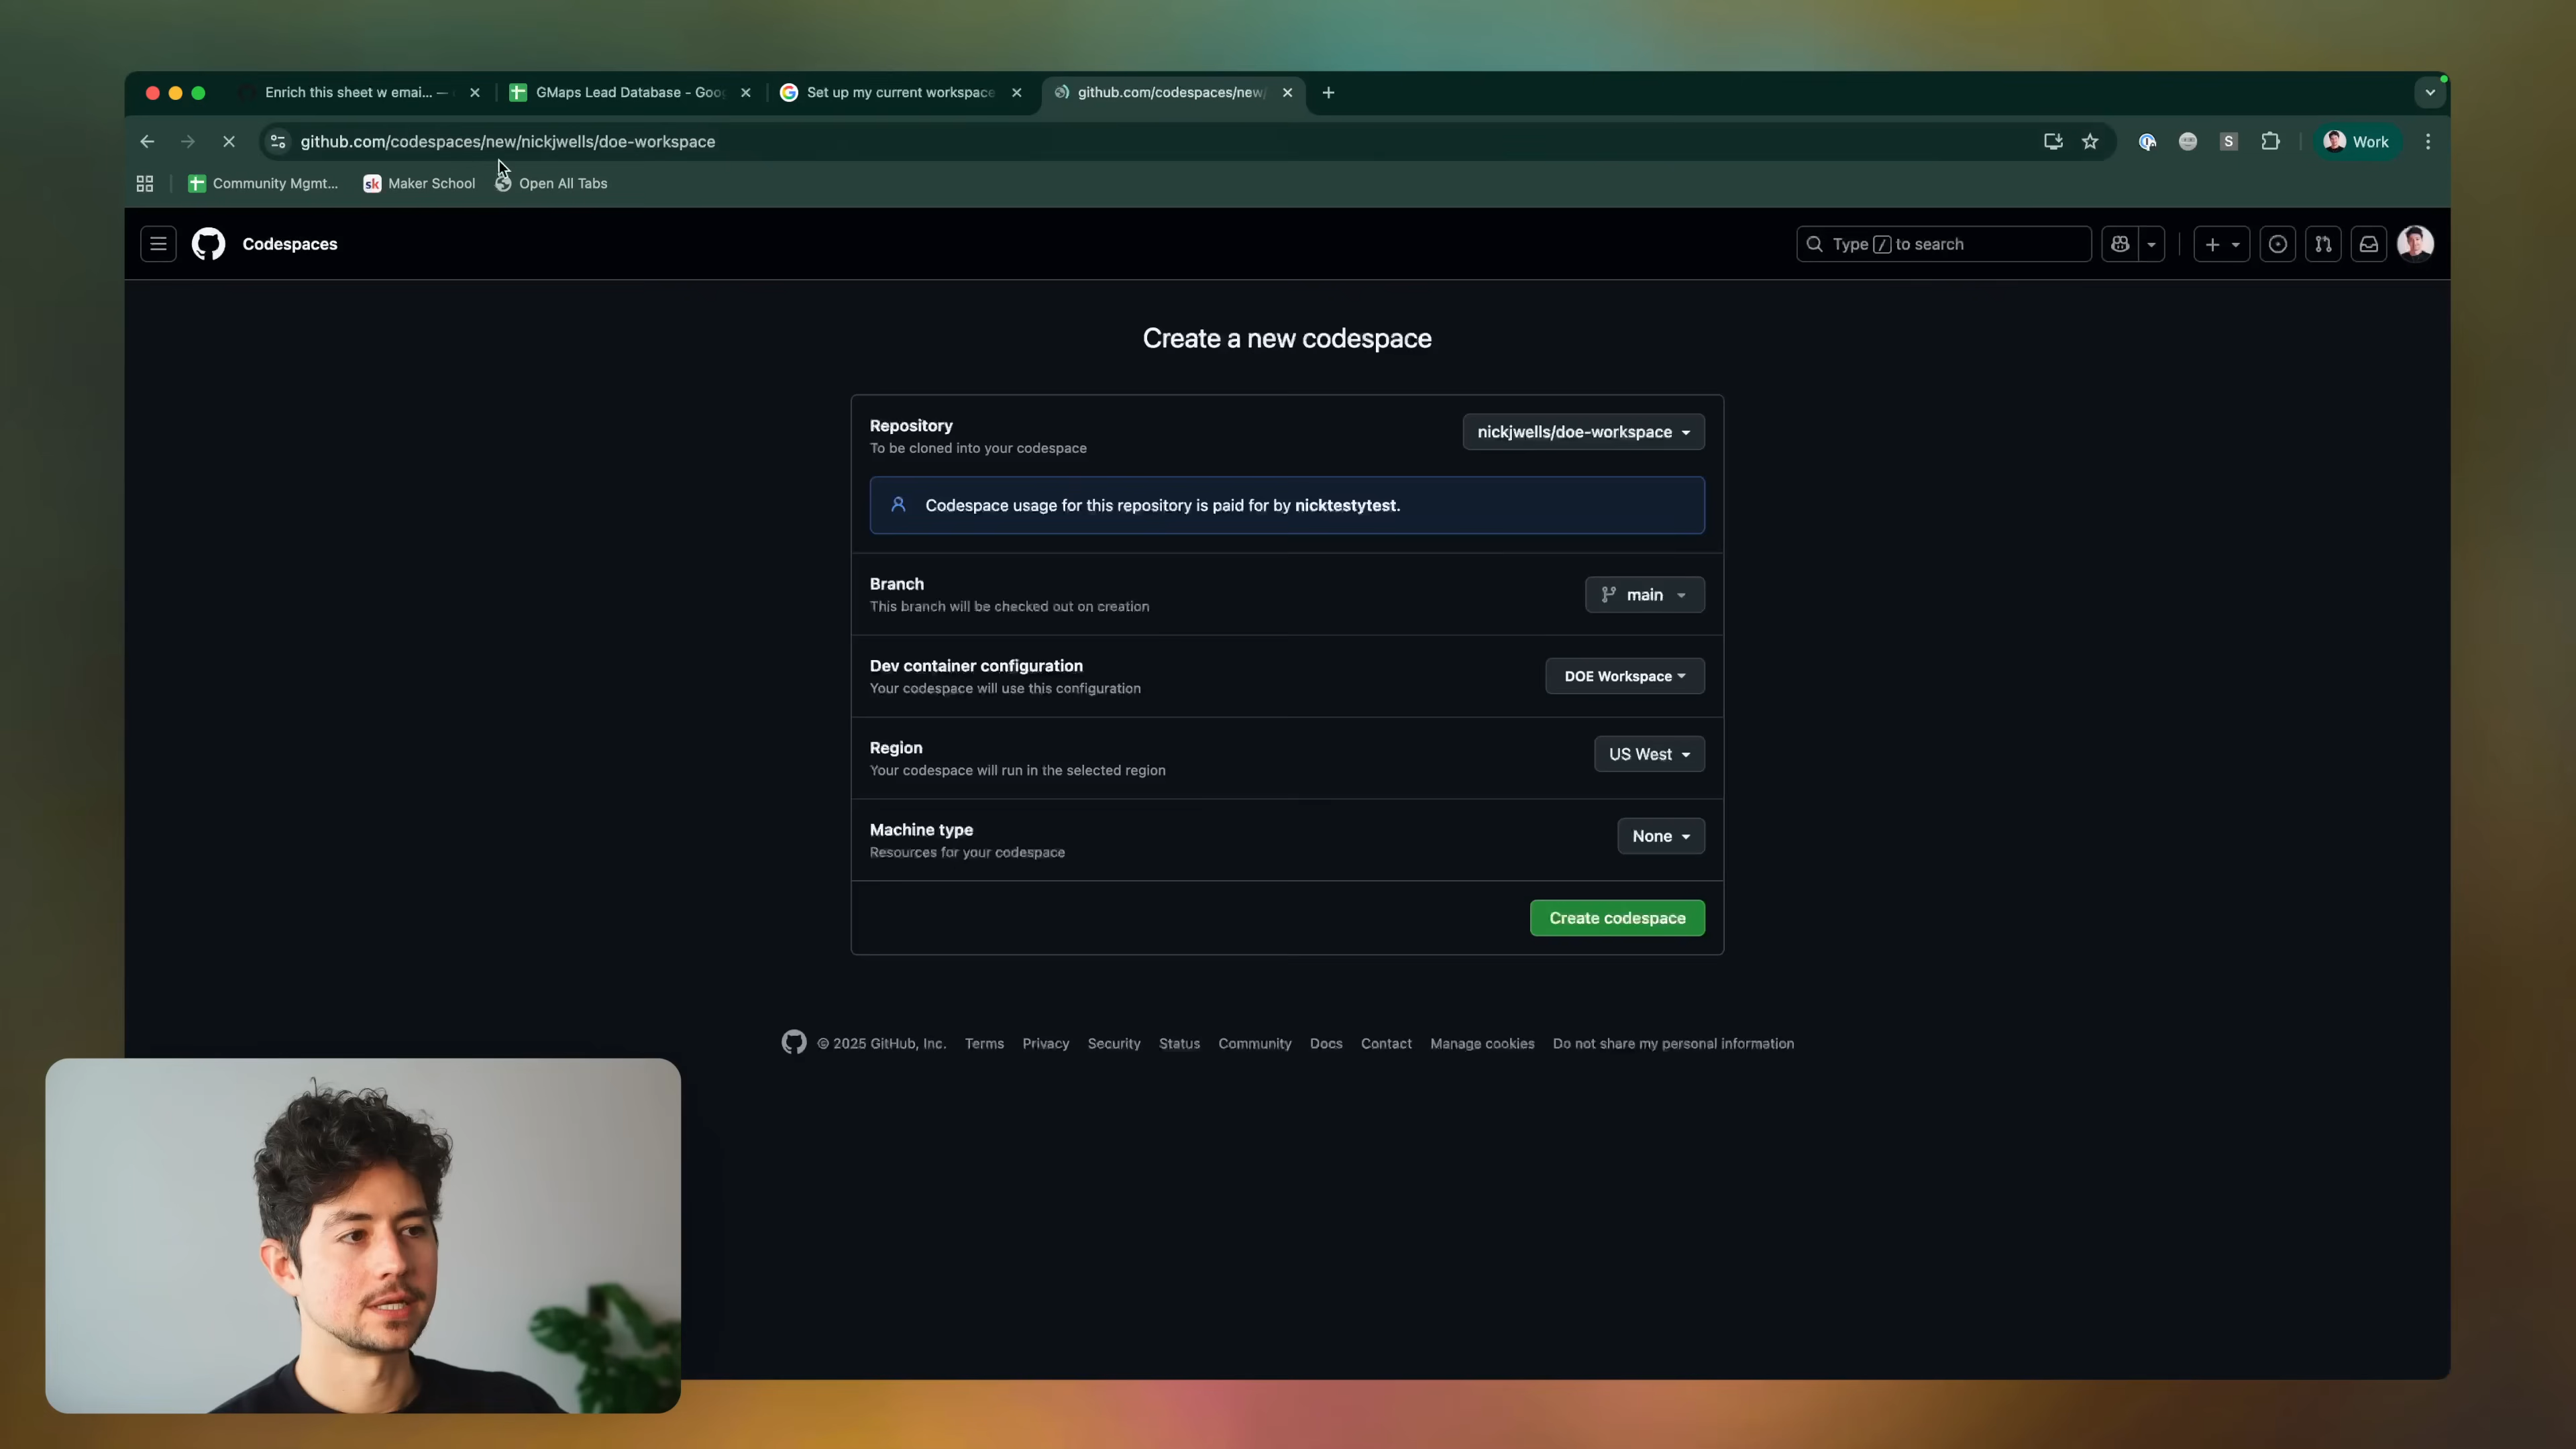 Enrich this sheet w emai... —
GMaps Lead Database - Goo
Set up my current workspace
github.com/codespaces/new/
github.com/codespaces/new/nickjwells/doe-workspace
S
Work
Community Mgmt...
sk Maker School
Open All Tabs
Codespaces
Type / to search
Create a new codespace
Repository
To be cloned into your codespace
nickjwells/doe-workspace
Codespace usage for this repository is paid for by nicktestytest.
Branch
This branch will be checked out on creation
main
Dev container configuration
Your codespace will use this configuration
DOE Workspace
Region
Your codespace will run in the selected region
US West
Machine type
Resources for your codespace
None
Create codespace
© 2025 GitHub, Inc. Terms Privacy Security Status Community Docs Contact Manage cookies Do not share my personal information